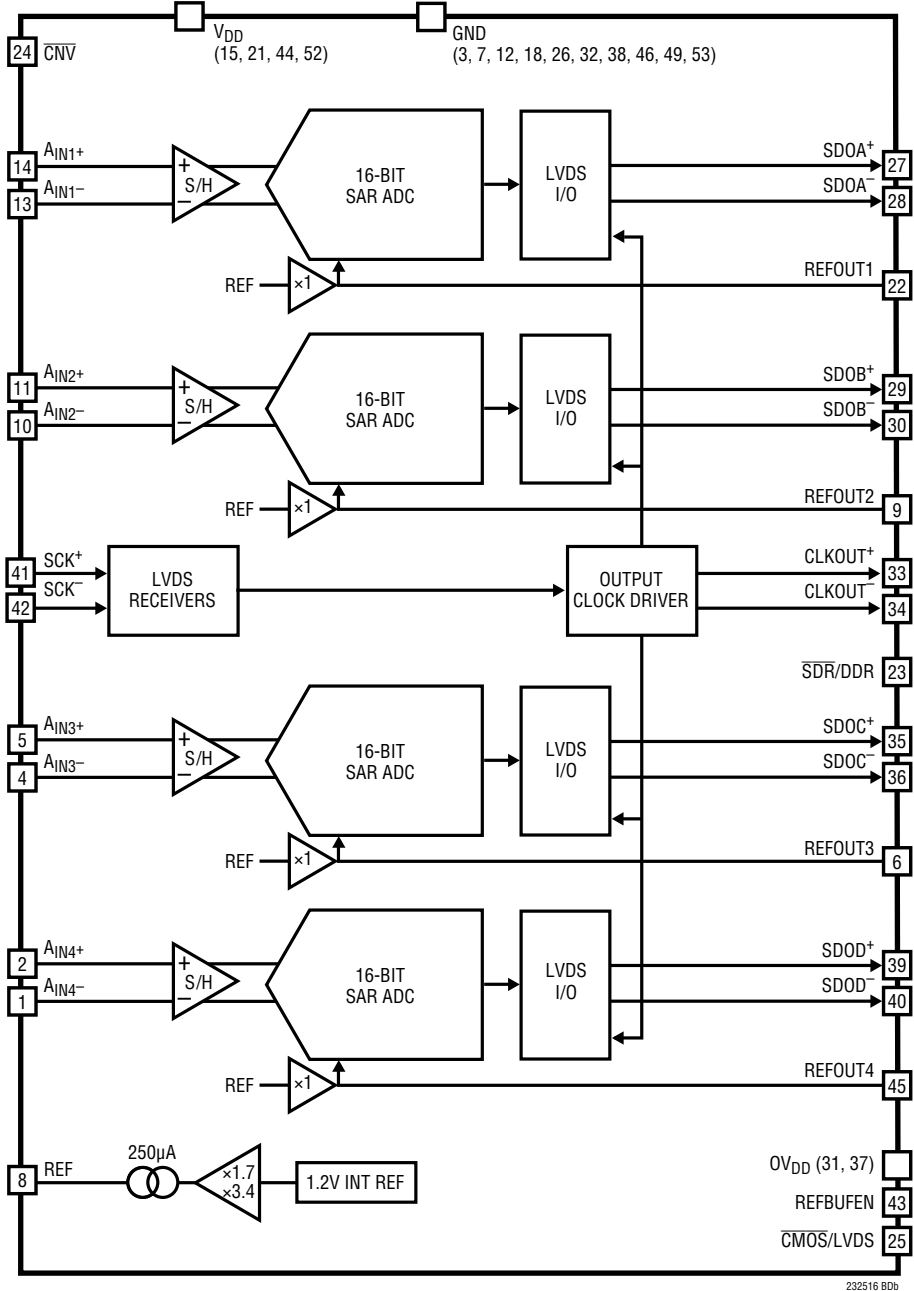 V_DD
(15, 21, 44, 52)
GND
(3, 7, 12, 18, 26, 32, 38, 46, 49, 53)
24 C̅N̅V̅
14 A_IN1+
13 A_IN1–
+
S/H
–
16-BIT
SAR ADC
LVDS
I/O
SDOA⁺ 27
SDOA⁻ 28
REF ×1
REFOUT1 22
11 A_IN2+
10 A_IN2–
+
S/H
–
16-BIT
SAR ADC
LVDS
I/O
SDOB⁺ 29
SDOB⁻ 30
REF ×1
REFOUT2 9
41 SCK⁺
42 SCK⁻
LVDS
RECEIVERS
OUTPUT
CLOCK DRIVER
CLKOUT⁺ 33
CLKOUT⁻ 34
S̅D̅R̅/DDR 23
5 A_IN3+
4 A_IN3–
+
S/H
–
16-BIT
SAR ADC
LVDS
I/O
SDOC⁺ 35
SDOC⁻ 36
REF ×1
REFOUT3 6
2 A_IN4+
1 A_IN4–
+
S/H
–
16-BIT
SAR ADC
LVDS
I/O
SDOD⁺ 39
SDOD⁻ 40
REF ×1
REFOUT4 45
8 REF
250µA
×1.7
×3.4
1.2V INT REF
OV_DD (31, 37)
REFBUFEN 43
C̅M̅O̅S̅/LVDS 25
232516 BDb